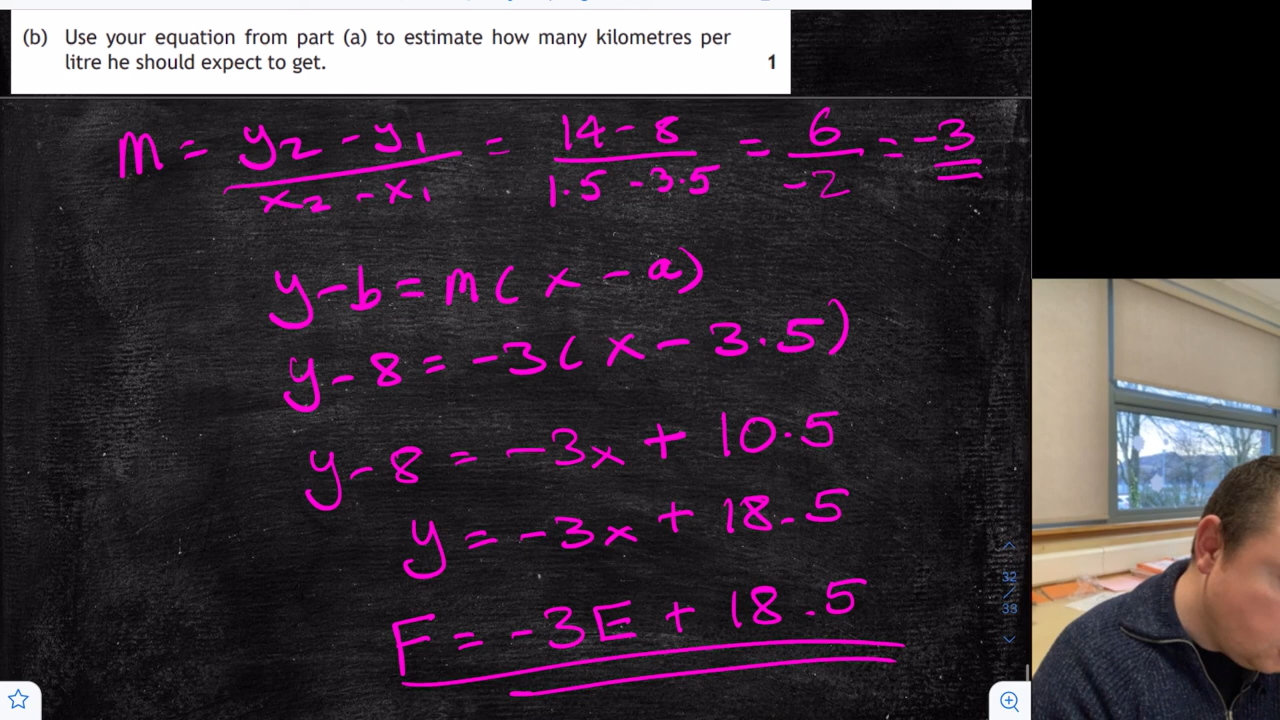 (b) Use your equation from part (a) to estimate how many kilometres per
litre he should expect to get. 1
m = y2 - y1 / x2 - x1 = 14 - 8 / 1.5 - 3.5 = 6 / -2 = -3
y - b = m ( x - a )
y - 8 = -3 ( x - 3.5 )
y - 8 = -3x + 10.5
y = -3x + 18.5
F = -3E + 18.5
32
/
38